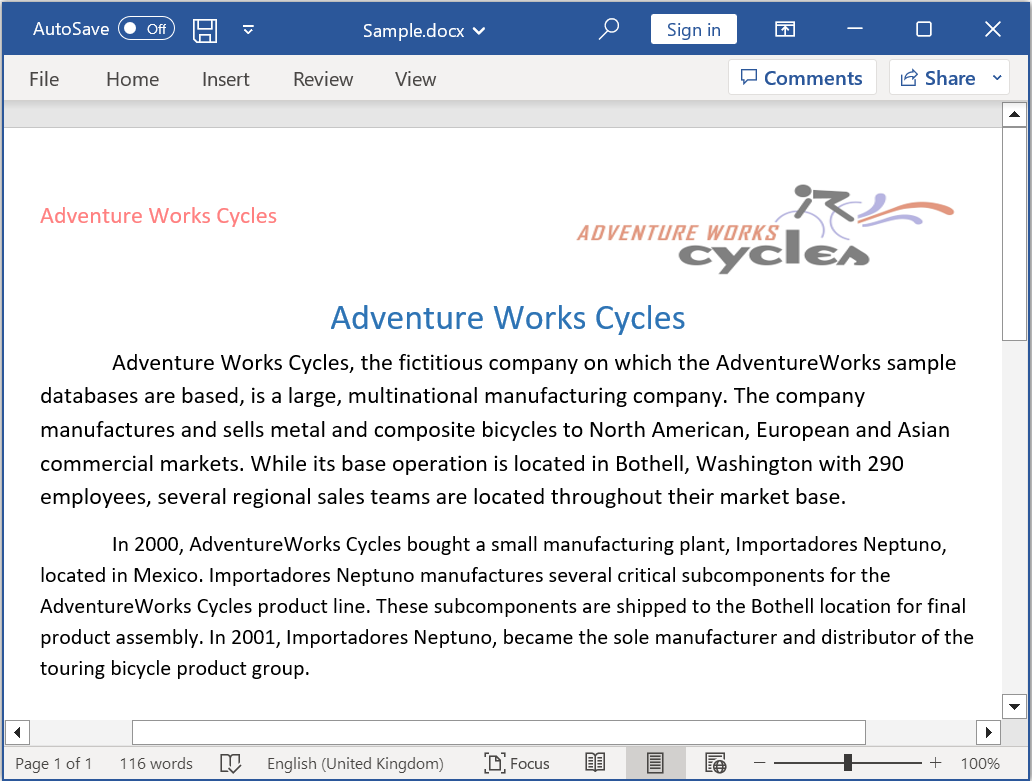 AutoSave Off Sample.docx Sign in
File Home Insert Review View Comments Share
Adventure Works Cycles
ADVENTURE WORKS
cycles
Adventure Works Cycles
Adventure Works Cycles, the fictitious company on which the AdventureWorks sample
databases are based, is a large, multinational manufacturing company. The company
manufactures and sells metal and composite bicycles to North American, European and Asian
commercial markets. While its base operation is located in Bothell, Washington with 290
employees, several regional sales teams are located throughout their market base.
In 2000, AdventureWorks Cycles bought a small manufacturing plant, Importadores Neptuno,
located in Mexico. Importadores Neptuno manufactures several critical subcomponents for the
AdventureWorks Cycles product line. These subcomponents are shipped to the Bothell location for final
product assembly. In 2001, Importadores Neptuno, became the sole manufacturer and distributor of the
touring bicycle product group.
Page 1 of 1 116 words English (United Kingdom) Focus 100%